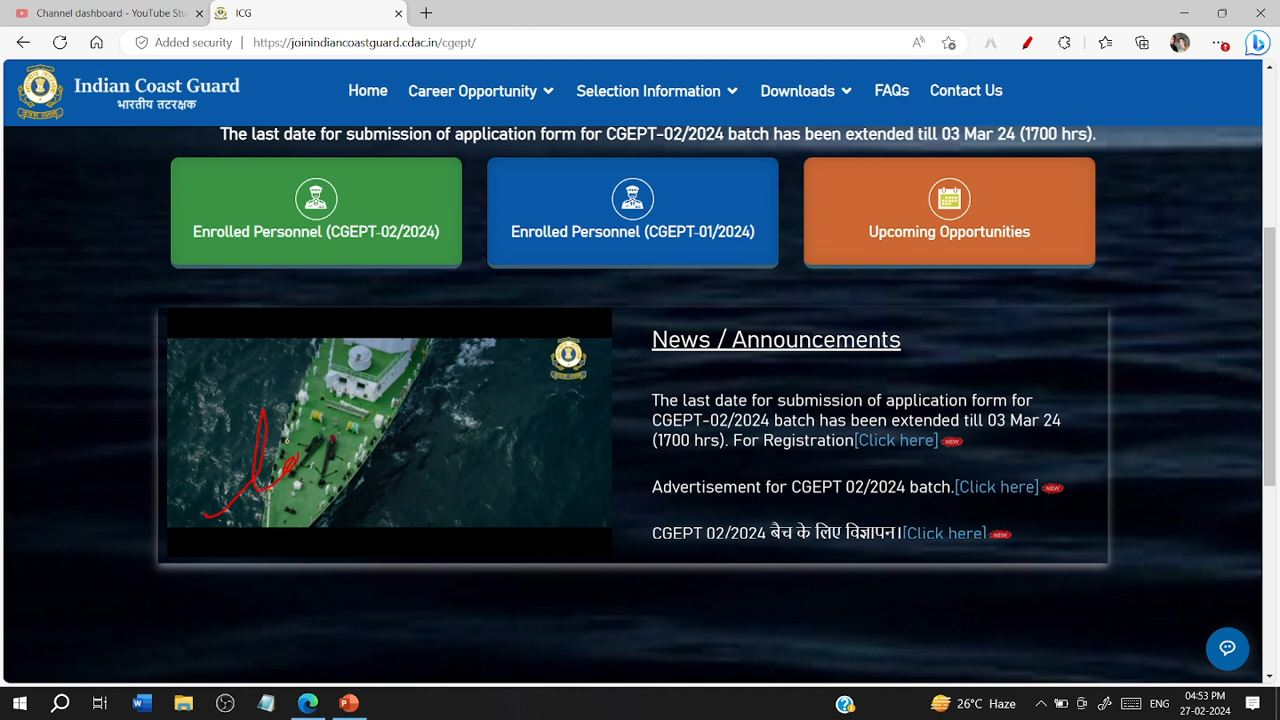 Channel dashboard - YouTube Stu
ICG
Added security
https://joinindiancoastguard.cdac.in/cgept/
Indian Coast Guard
भारतीय तटरक्षक
Home
Career Opportunity
Selection Information
Downloads
FAQs
Contact Us
The last date for submission of application form for CGEPT-02/2024 batch has been extended till 03 Mar 24 (1700 hrs).
Enrolled Personnel (CGEPT-02/2024)
Enrolled Personnel (CGEPT-01/2024)
Upcoming Opportunities
News / Announcements
The last date for submission of application form for
CGEPT-02/2024 batch has been extended till 03 Mar 24
(1700 hrs). For Registration[Click here] NEW
Advertisement for CGEPT 02/2024 batch.[Click here] NEW
CGEPT 02/2024 बैच के लिए विज्ञापन।[Click here] NEW
26°C Haze
ENG
04:53 PM
27-02-2024